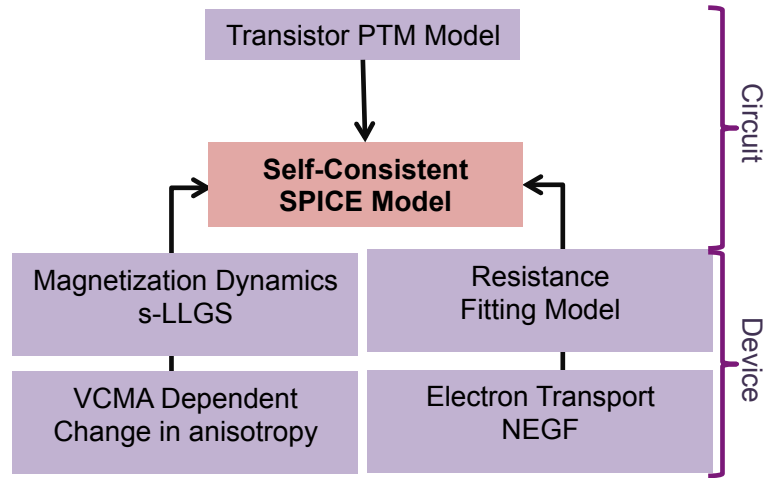 Transistor PTM Model
Self-Consistent
SPICE Model
Circuit
Magnetization Dynamics
s-LLGS
Resistance
Fitting Model
VCMA Dependent
Change in anisotropy
Electron Transport
NEGF
Device